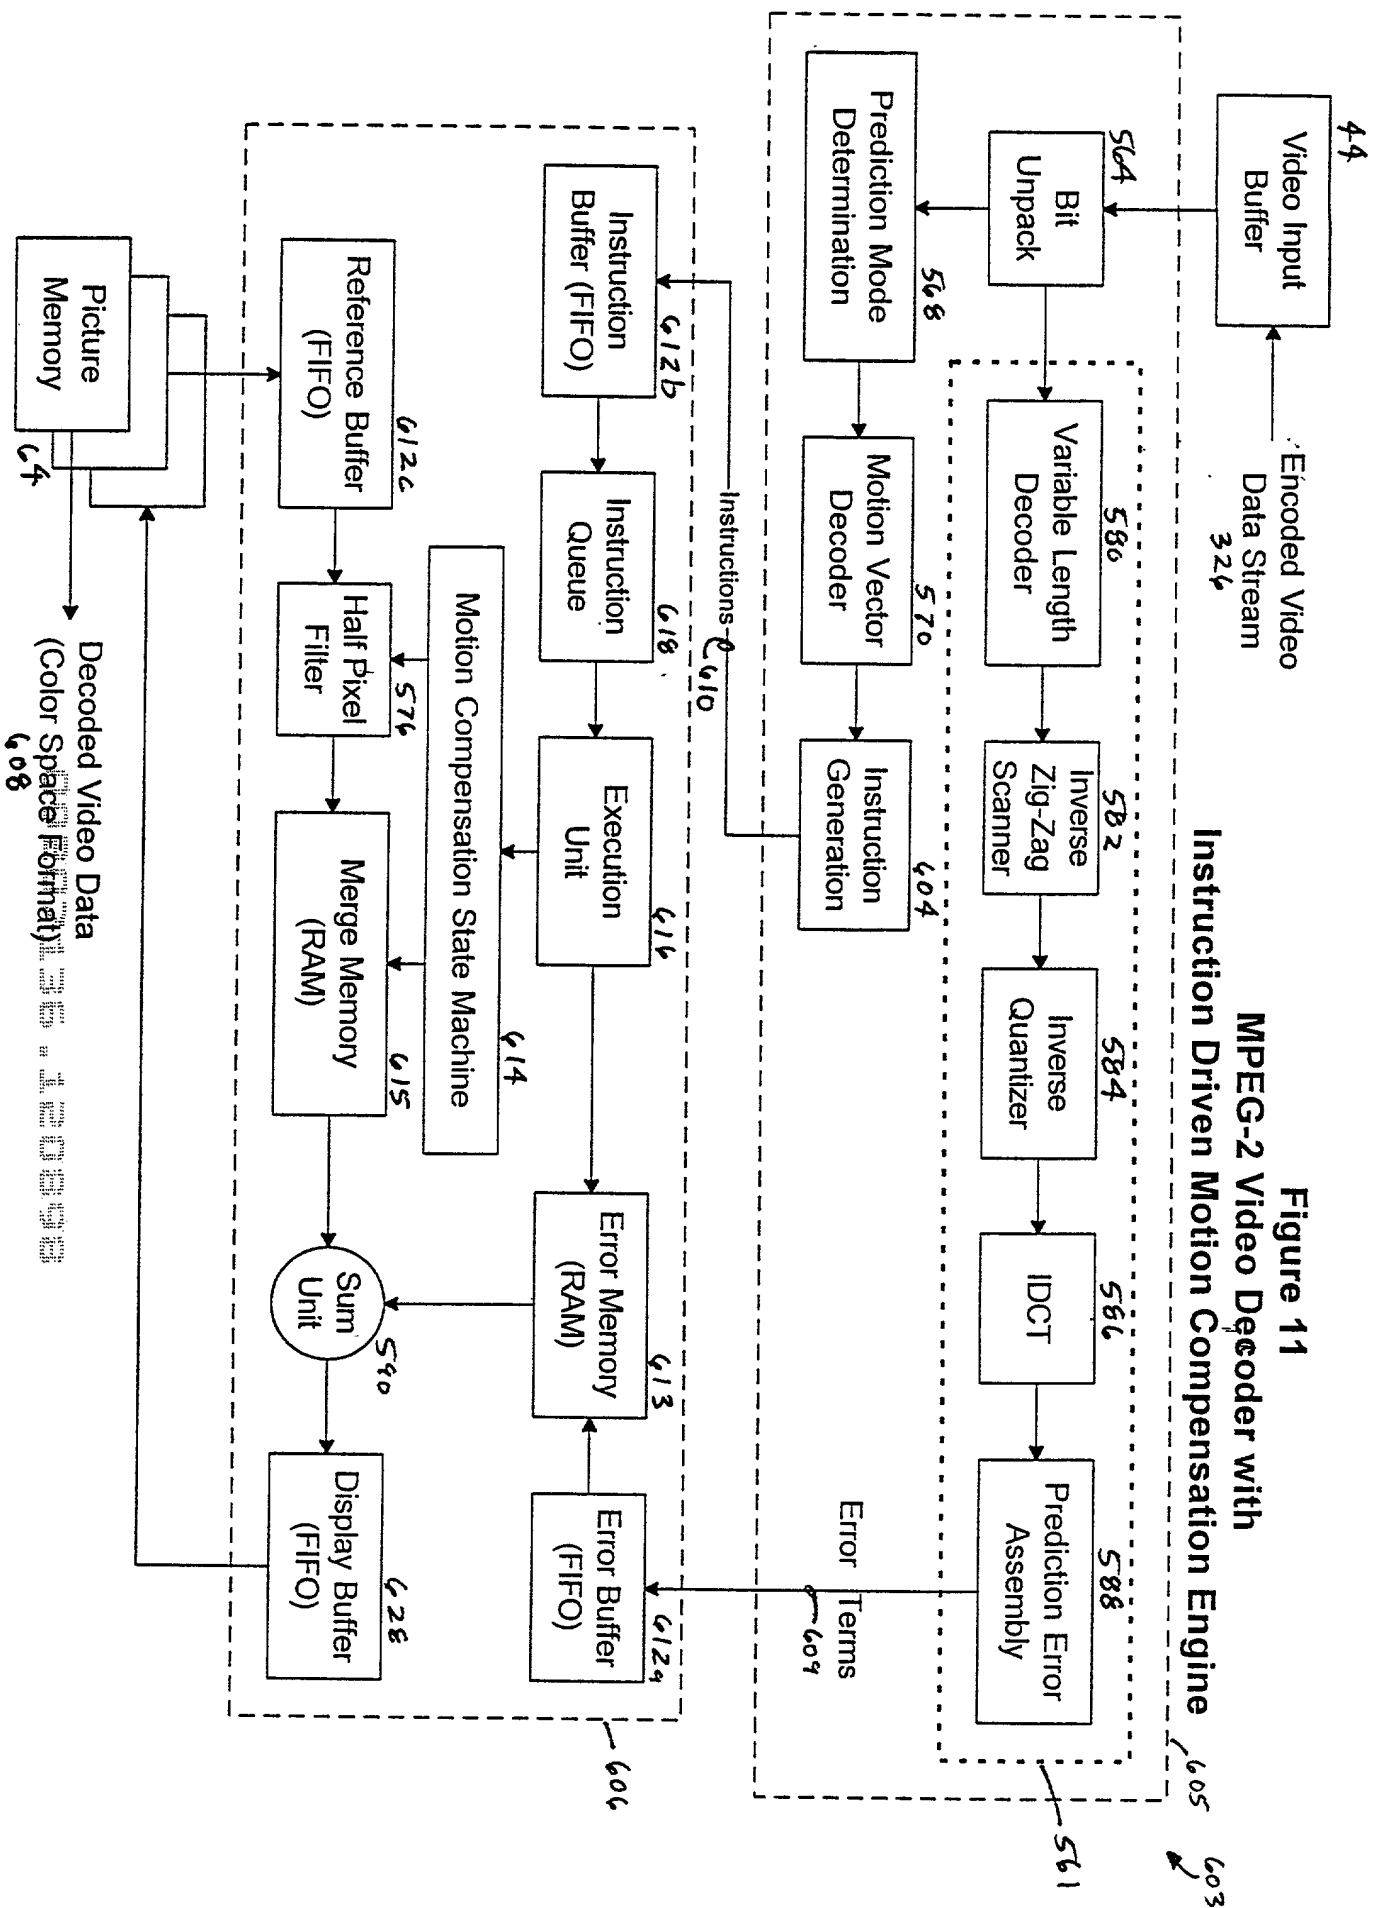 Figure 11
MPEG-2 Video Decoder with
Instruction Driven Motion Compensation Engine
603
605
44
Video Input
Buffer
Encoded Video
Data Stream
326
564
Bit
Unpack
580
Variable Length
Decoder
582
Inverse
Zig-Zag
Scanner
584
Inverse
Quantizer
586
IDCT
588
Prediction Error
Assembly
561
568
Prediction Mode
Determination
570
Motion Vector
Decoder
604
Instruction
Generation
Error Terms
609
Instructions
610
612b
Instruction
Buffer (FIFO)
618
Instruction
Queue
616
Execution
Unit
613
Error Memory
(RAM)
612a
Error Buffer
(FIFO)
606
Motion Compensation State Machine
614
612c
Reference Buffer
(FIFO)
576
Half Pixel
Filter
615
Merge Memory
(RAM)
590
Sum
Unit
628
Display Buffer
(FIFO)
Picture
Memory
64
Decoded Video Data
(Color Space Format)
608